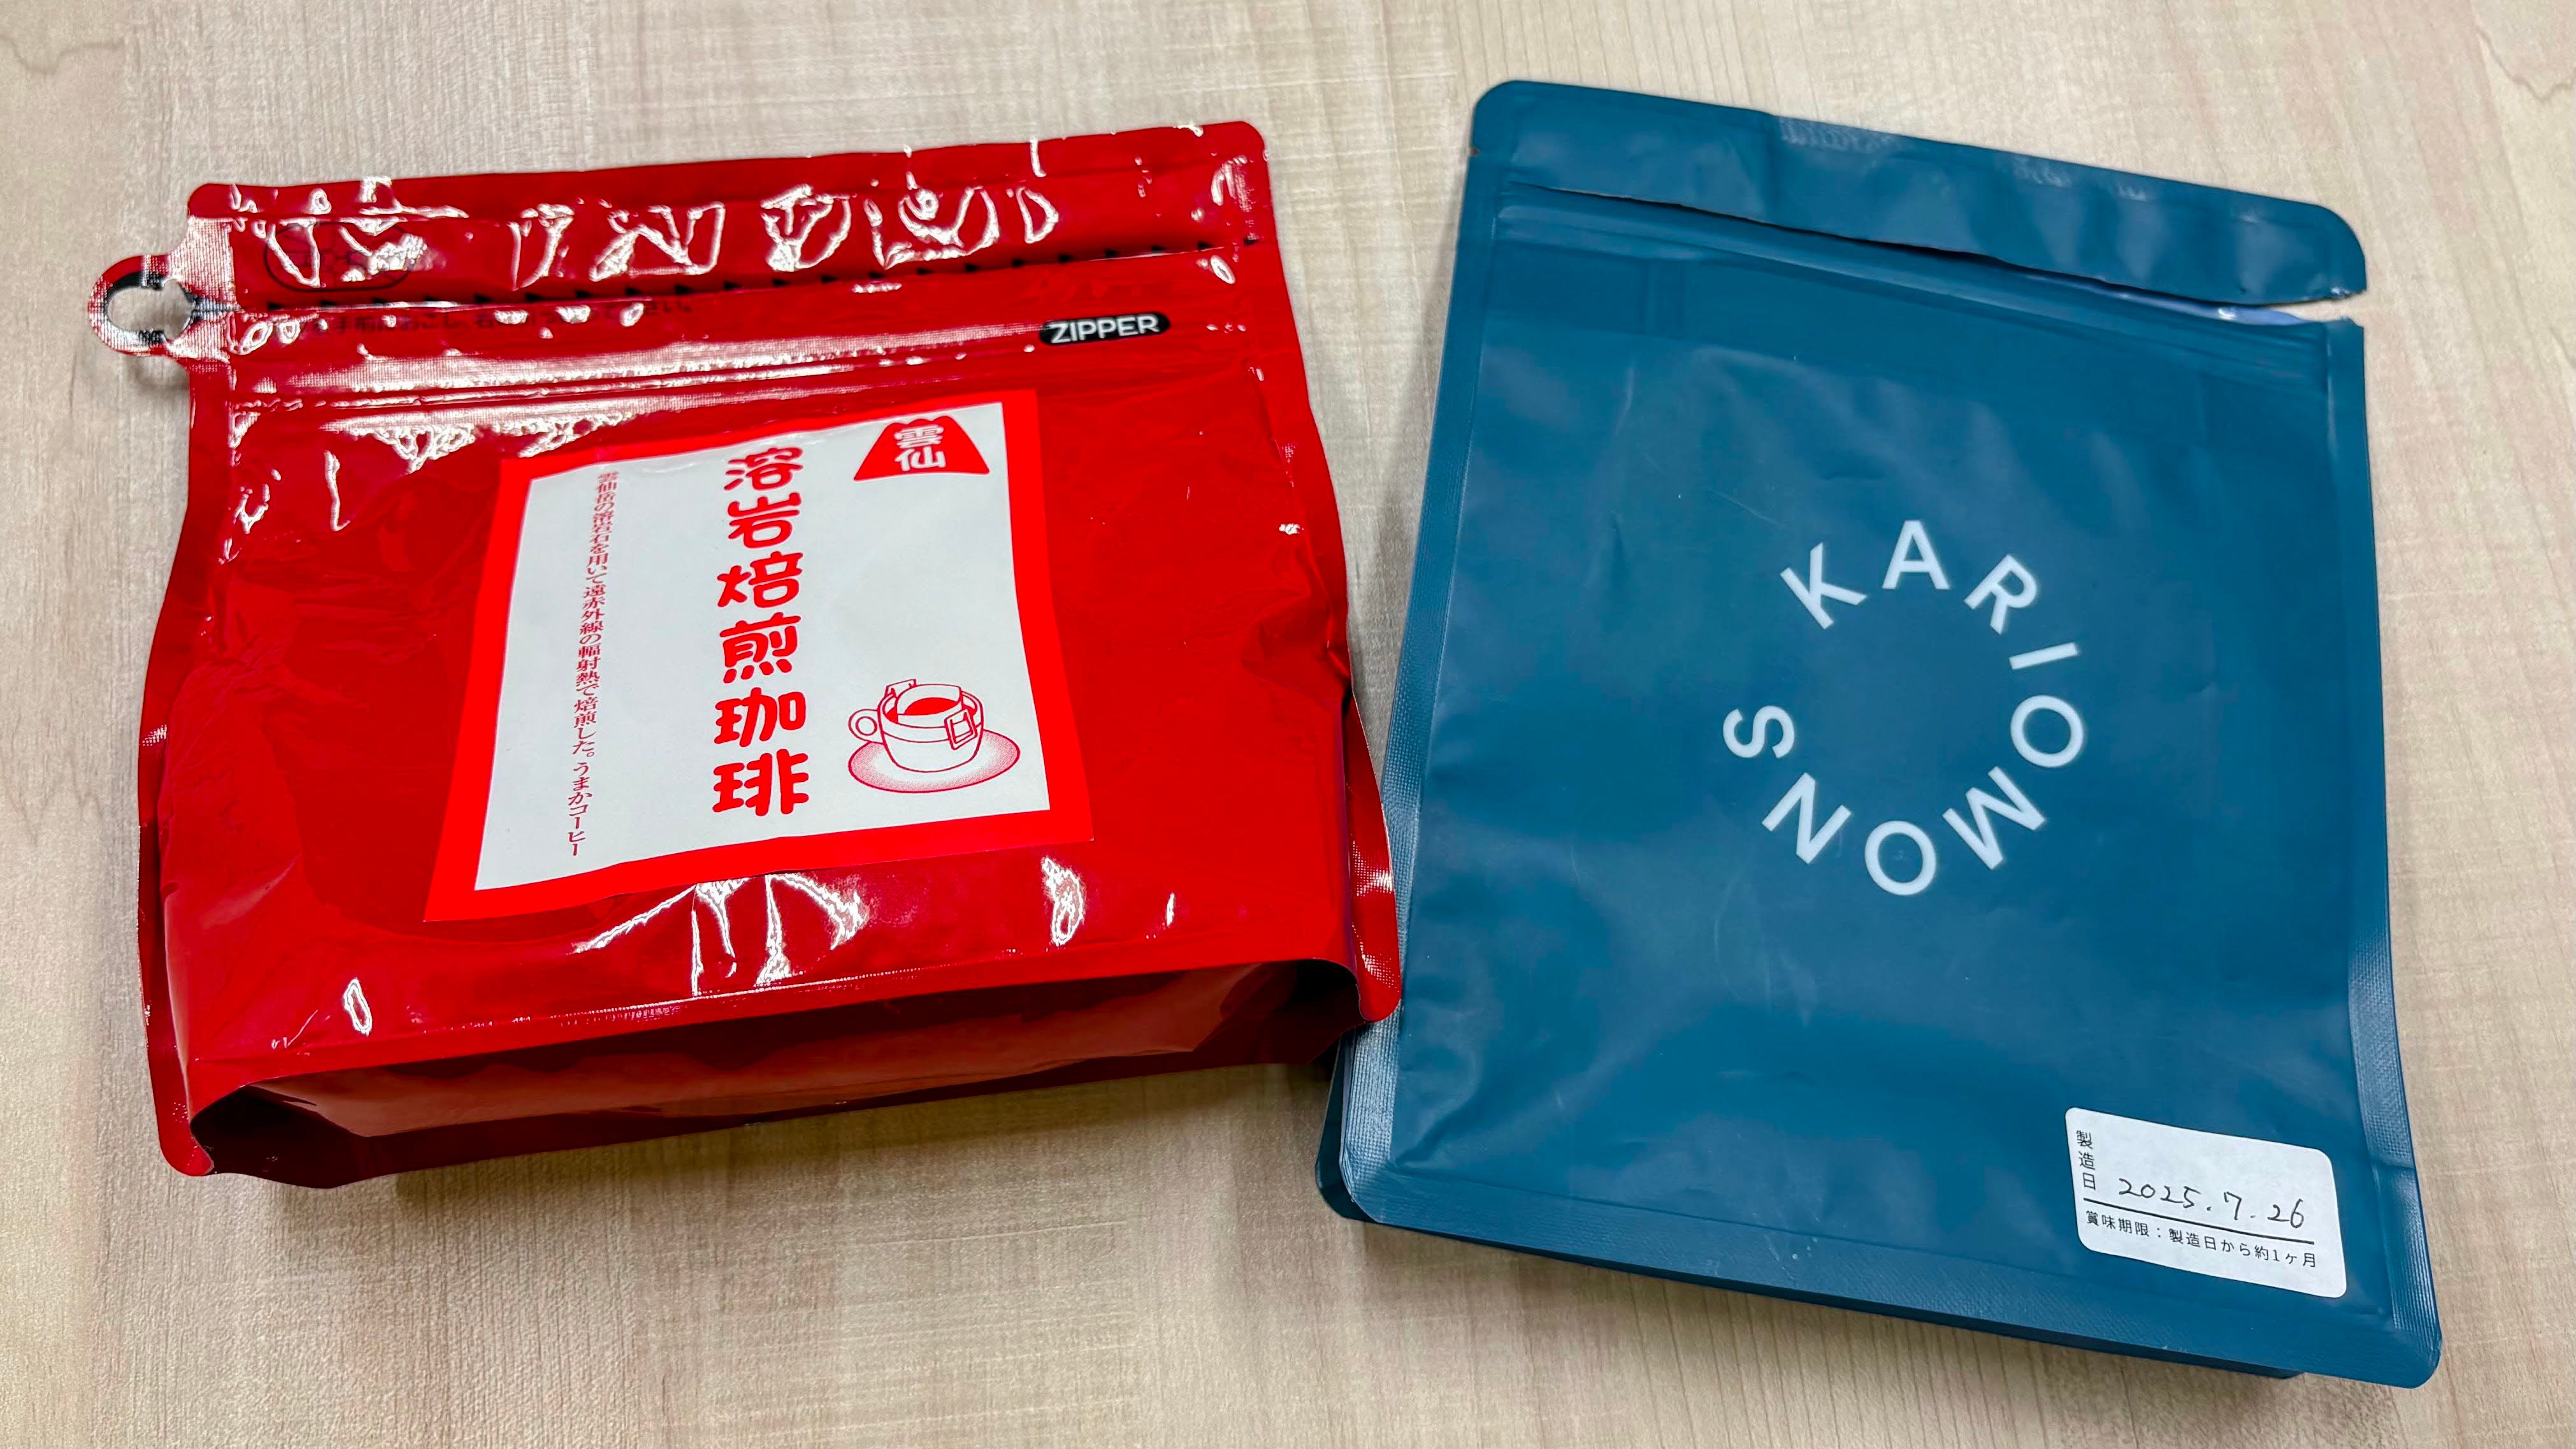 ZIPPER
雲仙
溶岩焙煎珈琲
雲仙岳の溶岩石を用いて遠赤外線の輻射熱で焙煎した。うまかコーヒー
KARIOMONS
製造日 2025.7.26
賞味期限：製造日から約1ヶ月